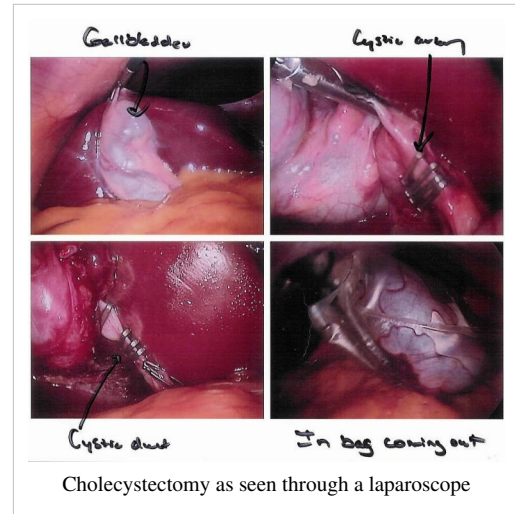 Gallbladder
Cystic artery
Cystic duct
In bag coming out
Cholecystectomy as seen through a laparoscope